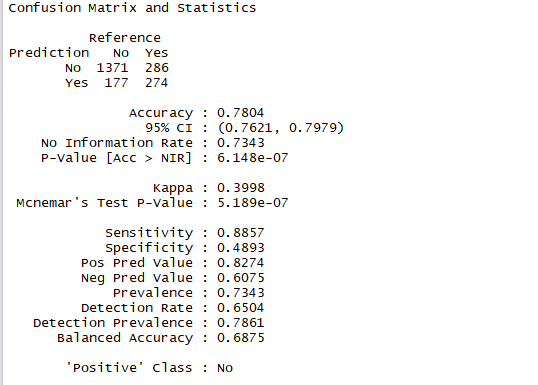 Confusion Matrix and Statistics
Reference
Prediction No Yes
No 1371 286
Yes 177 274
Accuracy : 0.7804
95% CI : (0.7621, 0.7979)
No Information Rate : 0.7343
P-Value [Acc > NIR] : 6.148e-07
Kappa : 0.3998
Mcnemar's Test P-Value : 5.189e-07
Sensitivity : 0.8857
Specificity : 0.4893
Pos Pred Value : 0.8274
Neg Pred Value : 0.6075
Prevalence : 0.7343
Detection Rate : 0.6504
Detection Prevalence : 0.7861
Balanced Accuracy : 0.6875
'Positive' Class : No